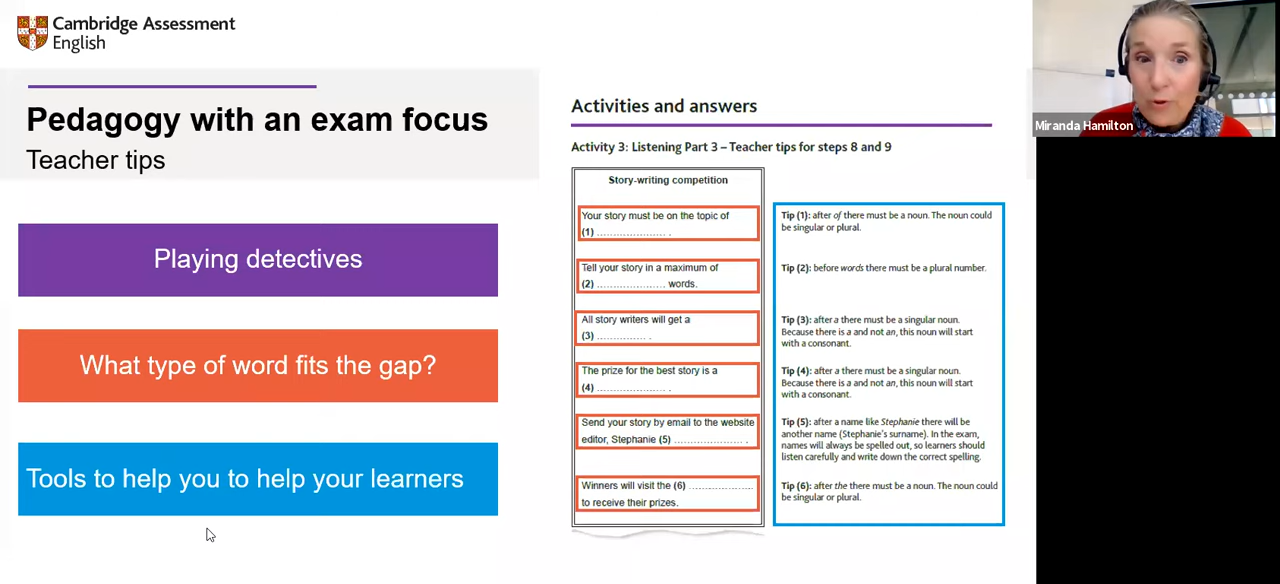 Cambridge Assessment
English
Pedagogy with an exam focus
Teacher tips
Playing detectives
What type of word fits the gap?
Tools to help you to help your learners
Activities and answers
Activity 3: Listening Part 3 – Teacher tips for steps 8 and 9
Story-writing competition
Your story must be on the topic of
(1) ...................... .
Tell your story in a maximum of
(2) ..................... words.
All story writers will get a
(3) ............... .
The prize for the best story is a
(4) ...................... .
Send your story by email to the website
editor, Stephanie (5) ...................... .
Winners will visit the (6) ......................
to receive their prizes.
Tip (1): after of there must be a noun. The noun could
be singular or plural.
Tip (2): before words there must be a plural number.
Tip (3): after a there must be a singular noun.
Because there is a and not an, this noun will start
with a consonant.
Tip (4): after a there must be a singular noun.
Because there is a and not an, this noun will start
with a consonant.
Tip (5): after a name like Stephanie there will be
another name (Stephanie's surname). In the exam,
names will always be spelled out, so learners should
listen carefully and write down the correct spelling.
Tip (6): after the there must be a noun. The noun could
be singular or plural.
Miranda Hamilton